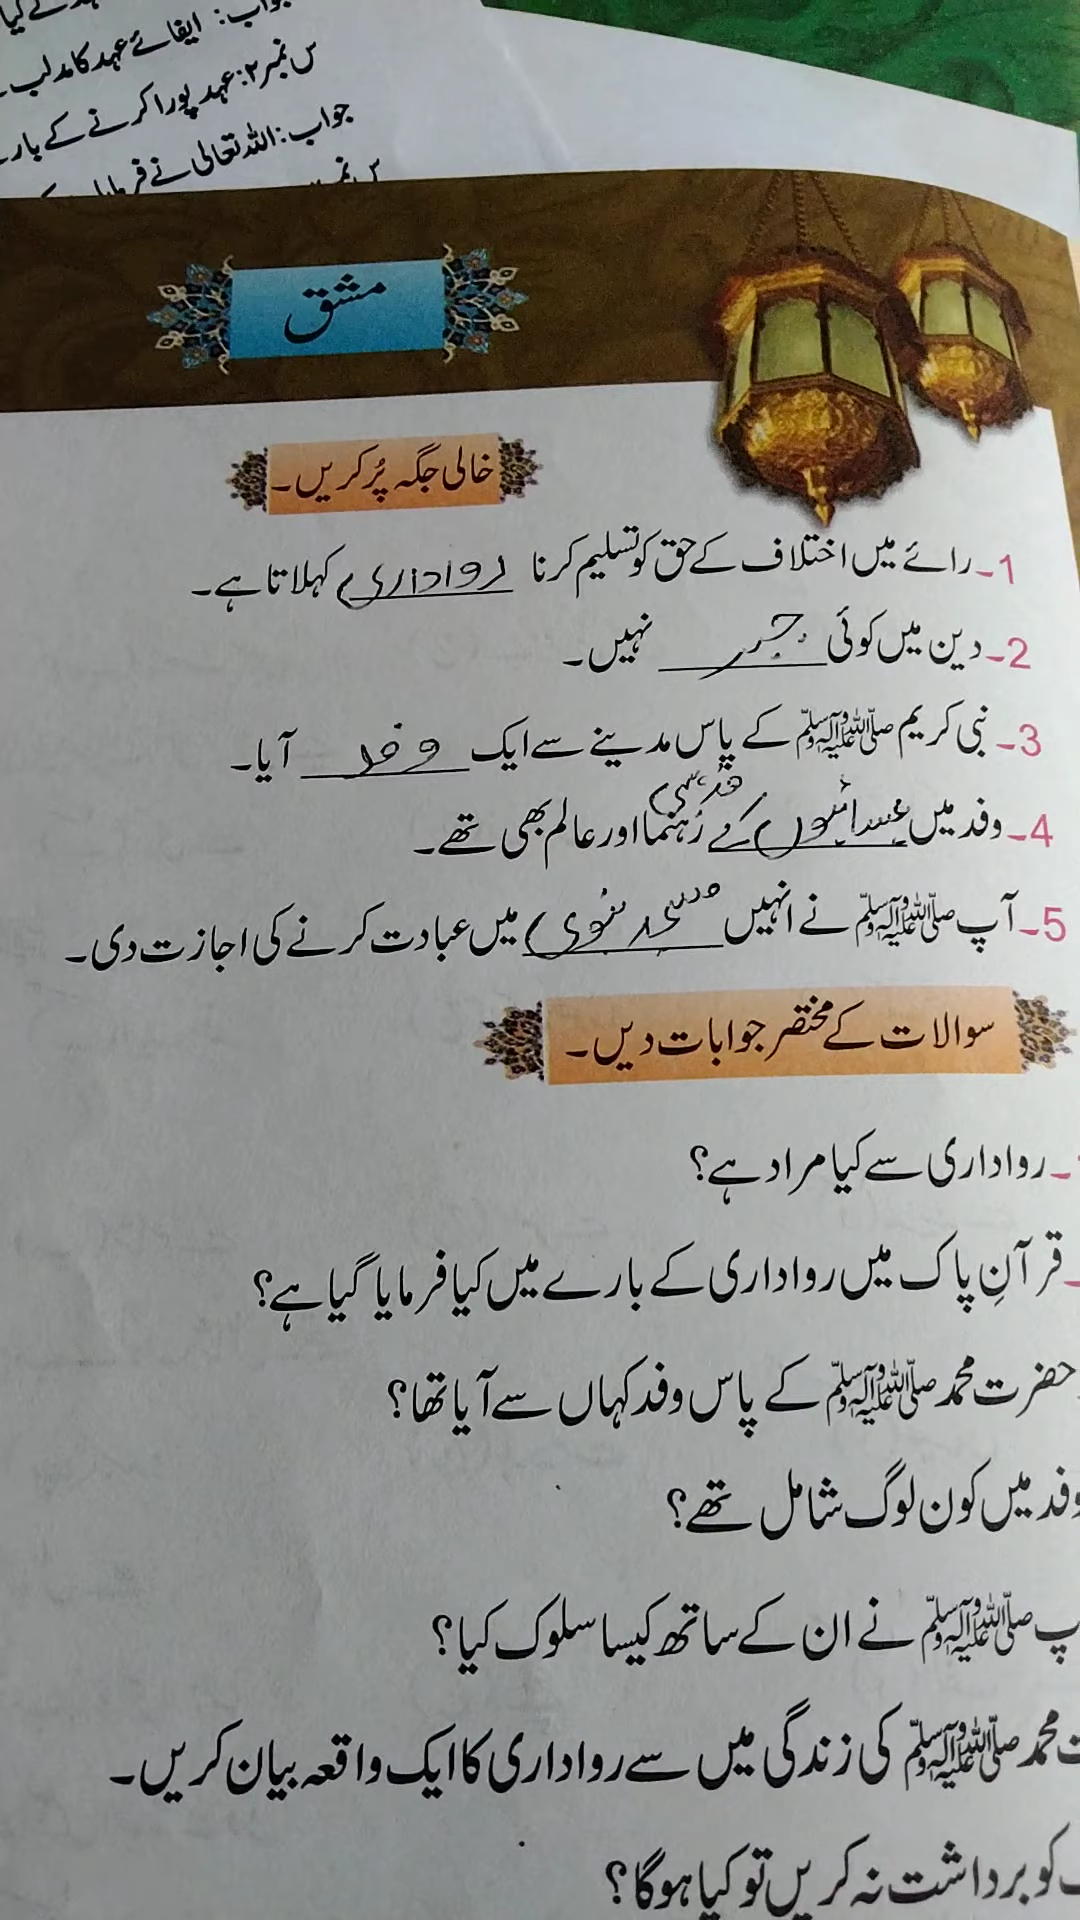 جواب: ایفائے عہد کا مدلب
س نمبر ۲: عہد پورا کرنے کے بار
جواب: اللہ تعالیٰ نے
مشق
خالی جگہ پُر کریں۔
1۔ رائے میں اختلاف کے حق کو تسلیم کرنا رواداری کہلاتا ہے۔
2۔ دین میں کوئی جبر نہیں۔
3۔ نبی کریم صلی اللہ علیہ وآلہ وسلم کے پاس مدینے سے ایک وفد آیا۔
4۔ وفد میں عیسائیوں کے مذہبی رُہنما اور عالم بھی تھے۔
5۔ آپ صلی اللہ علیہ وآلہ وسلم نے انہیں مسجد نبوی میں عبادت کرنے کی اجازت دی۔
سوالات کے مختصر جوابات دیں۔
۔ رواداری سے کیا مراد ہے؟
۔ قرآنِ پاک میں رواداری کے بارے میں کیا فرمایا گیا ہے؟
حضرت محمد صلی اللہ علیہ وآلہ وسلم کے پاس وفد کہاں سے آیا تھا؟
وفد میں کون لوگ شامل تھے؟
پ صلی اللہ علیہ وآلہ وسلم نے ان کے ساتھ کیسا سلوک کیا؟
ت محمد صلی اللہ علیہ وآلہ وسلم کی زندگی میں سے رواداری کا ایک واقعہ بیان کریں۔
کو برداشت نہ کریں تو کیا ہوگا؟